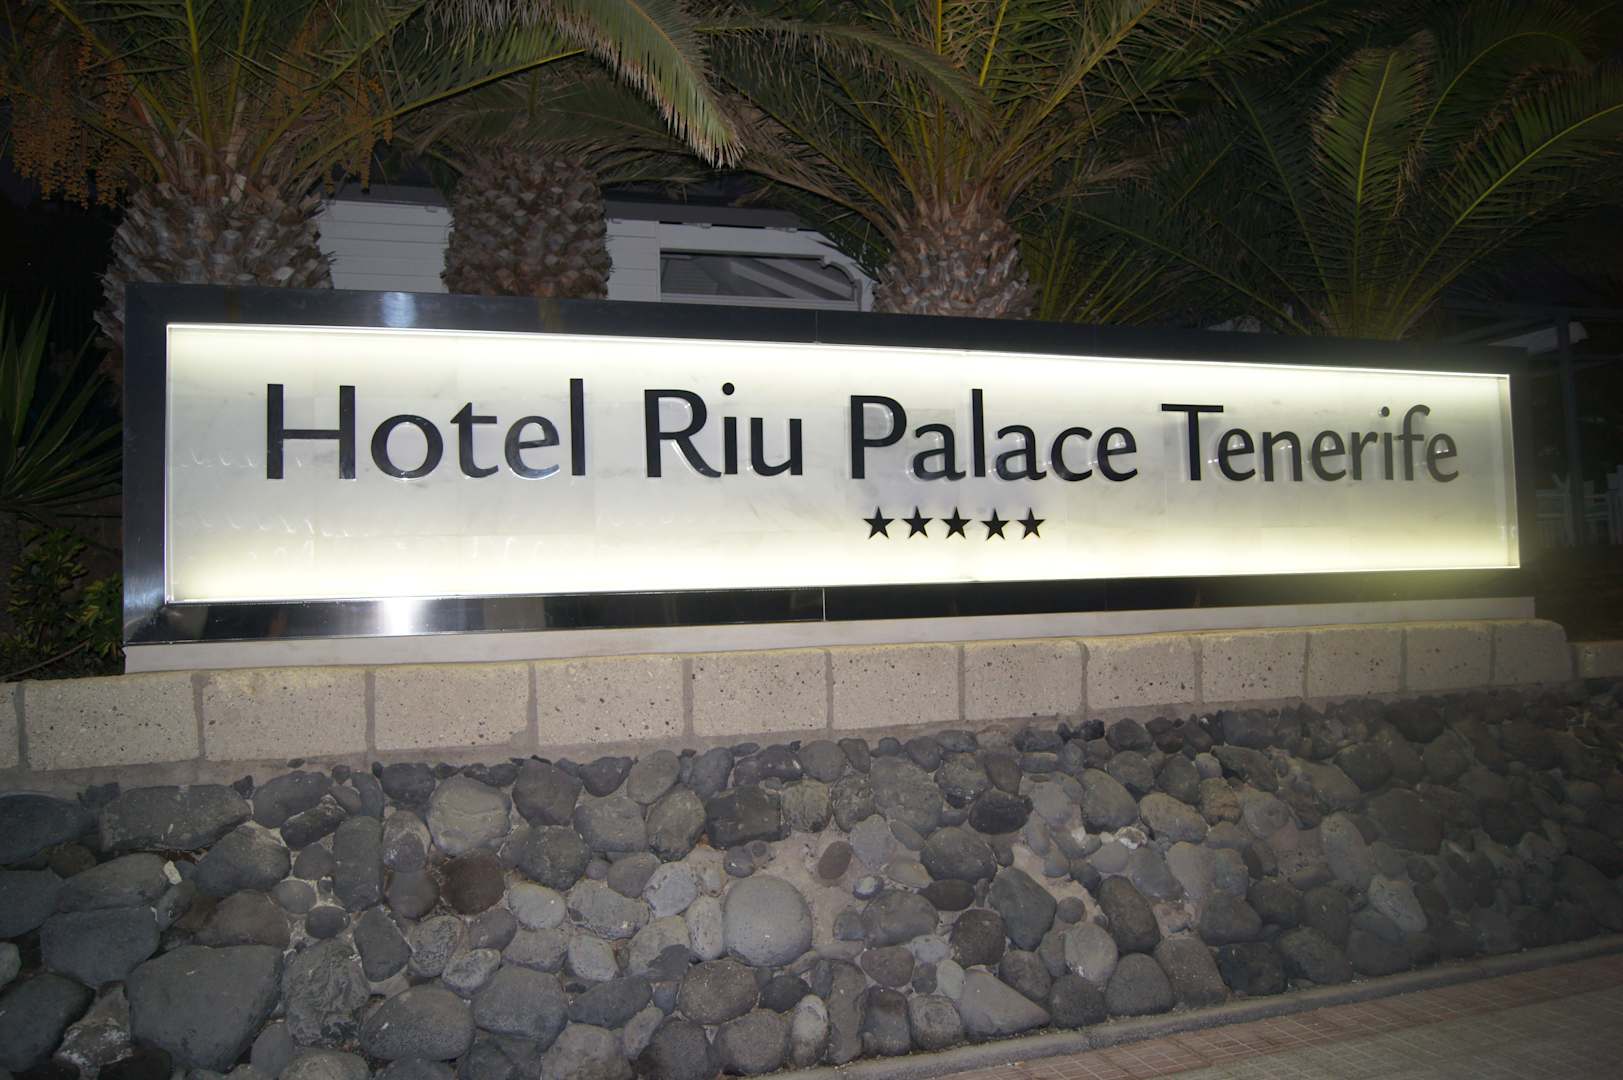 Hotel Riu Palace Tenerife
★★★★★